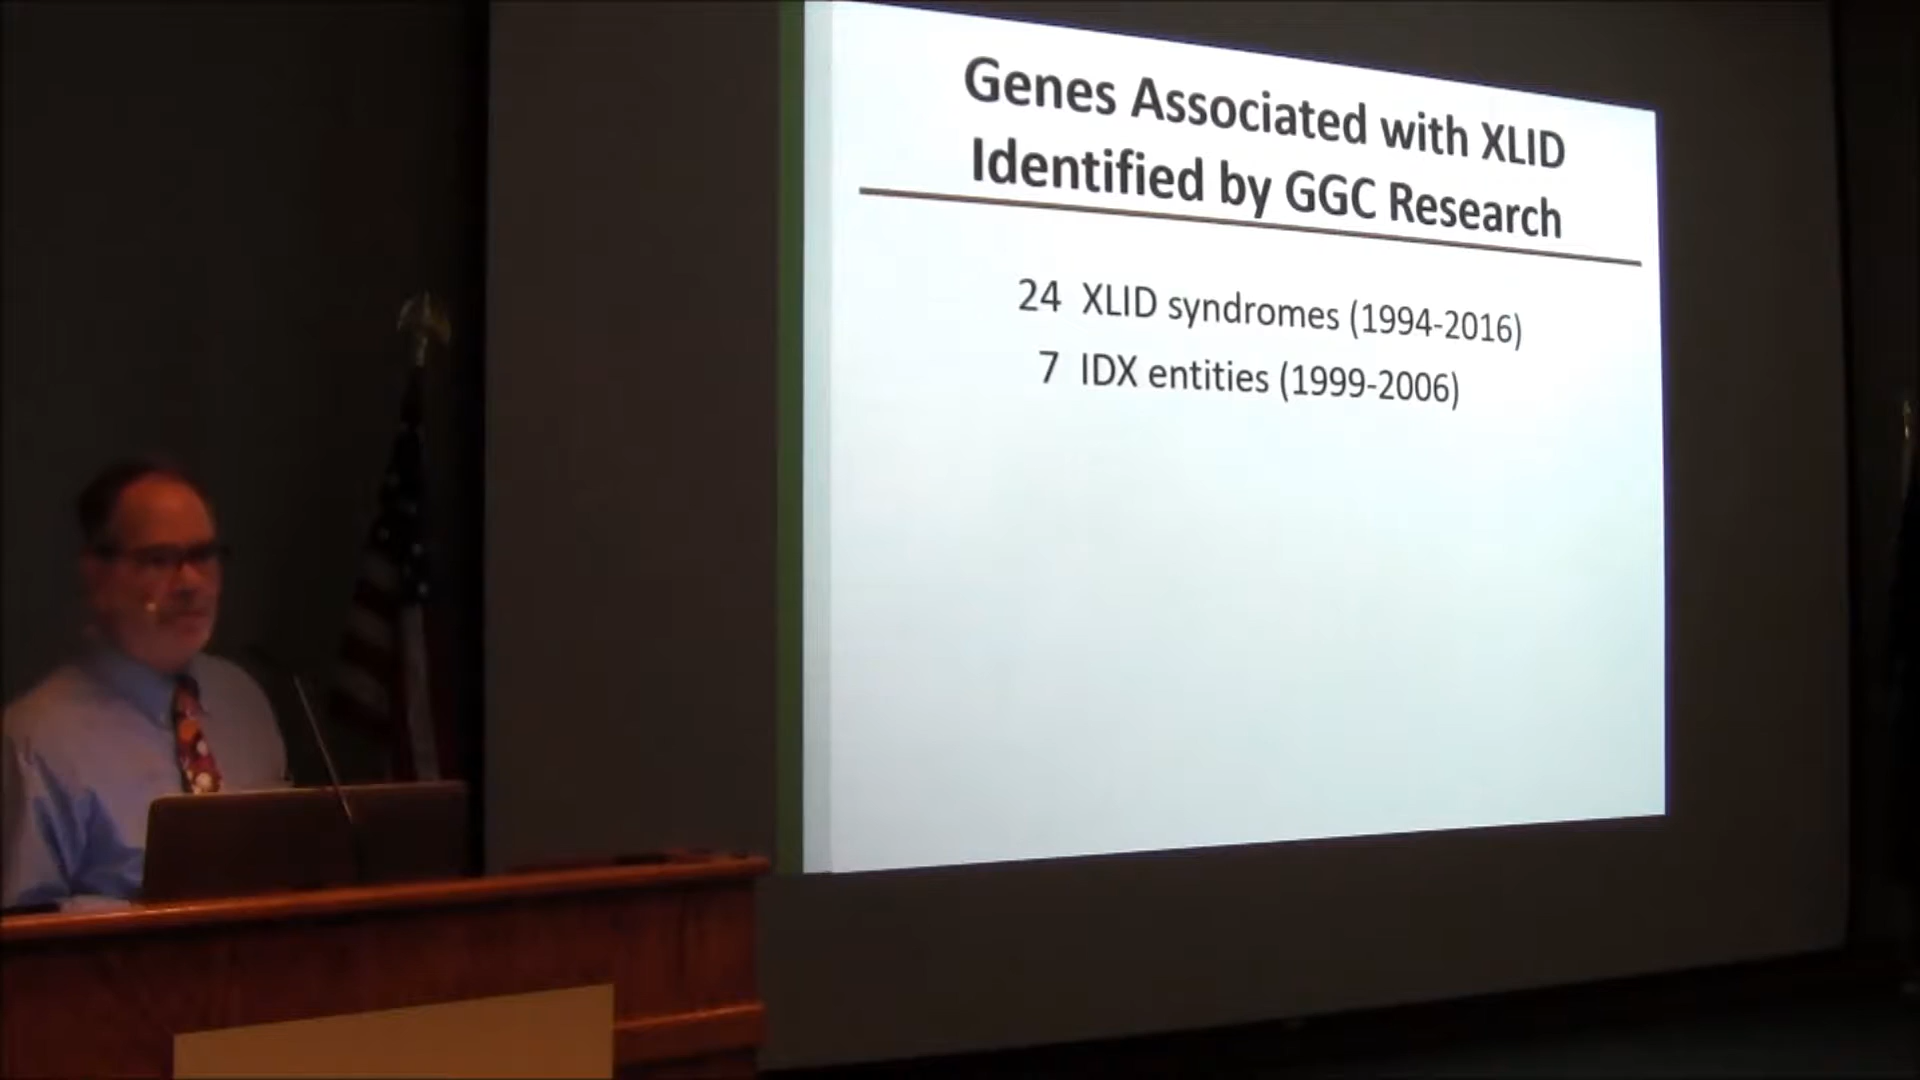 Genes Associated with XLID
Identified by GGC Research
24 XLID syndromes (1994-2016)
7 IDX entities (1999-2006)